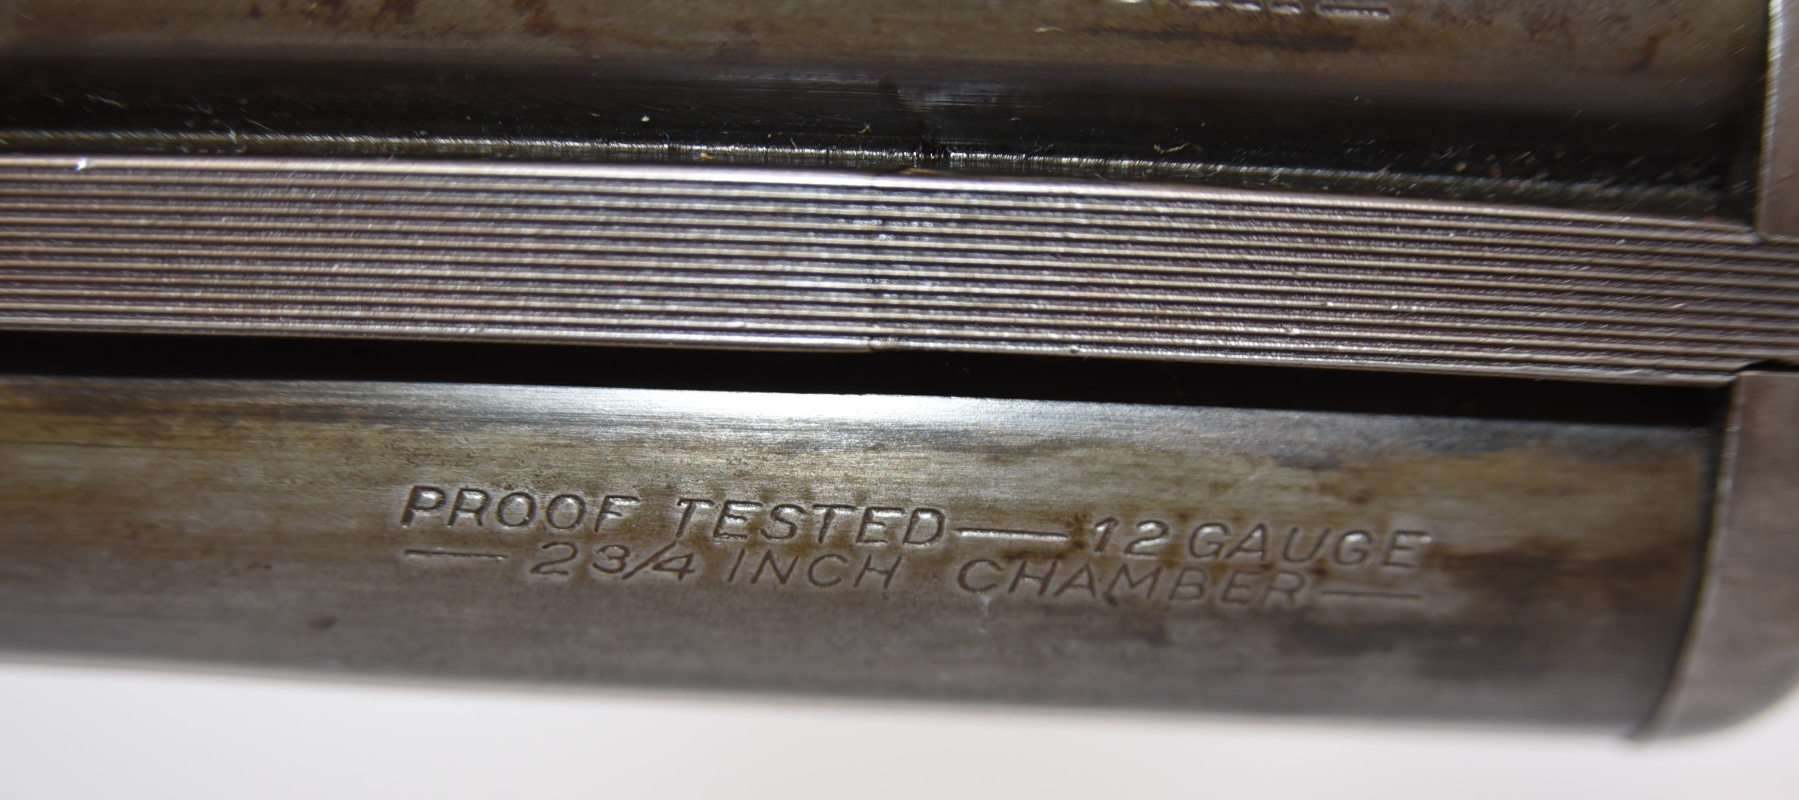 PROOF TESTED — 12 GAUGE
— 2 3/4 INCH CHAMBER —